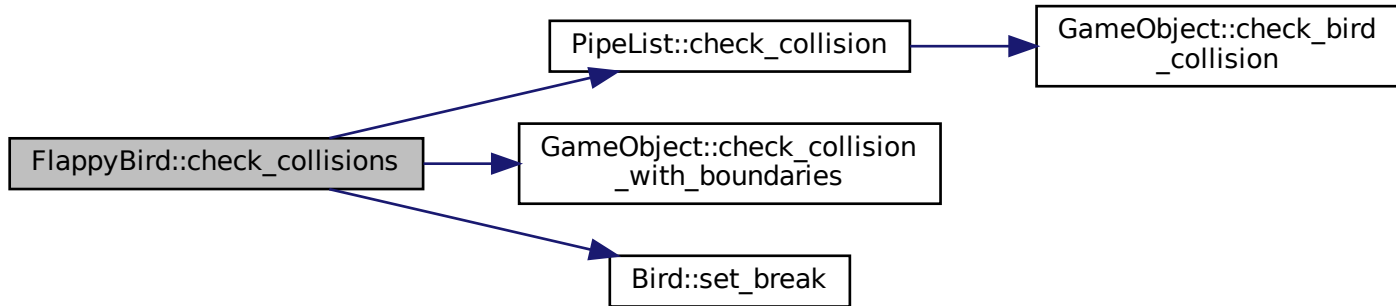 PipeList::check_collision
GameObject::check_bird
_collision
FlappyBird::check_collisions
GameObject::check_collision
_with_boundaries
Bird::set_break